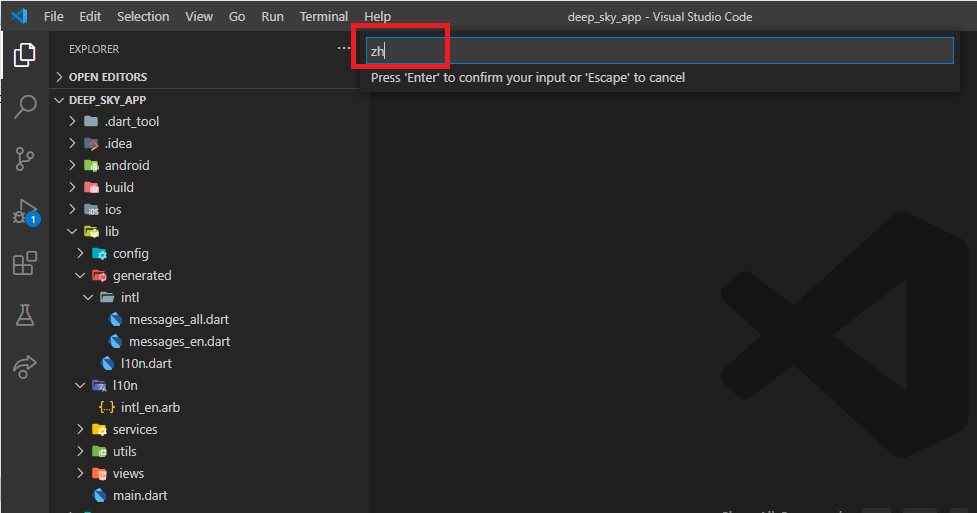 File Edit Selection View Go Run Terminal Help deep_sky_app - Visual Studio Code
EXPLORER ...
zh
Press 'Enter' to confirm your input or 'Escape' to cancel
OPEN EDITORS
DEEP_SKY_APP
.dart_tool
.idea
android
build
iOS
ios
lib
config
generated
intl
messages_all.dart
messages_en.dart
l10n.dart
l10n
{..} intl_en.arb
services
utils
views
main.dart
1